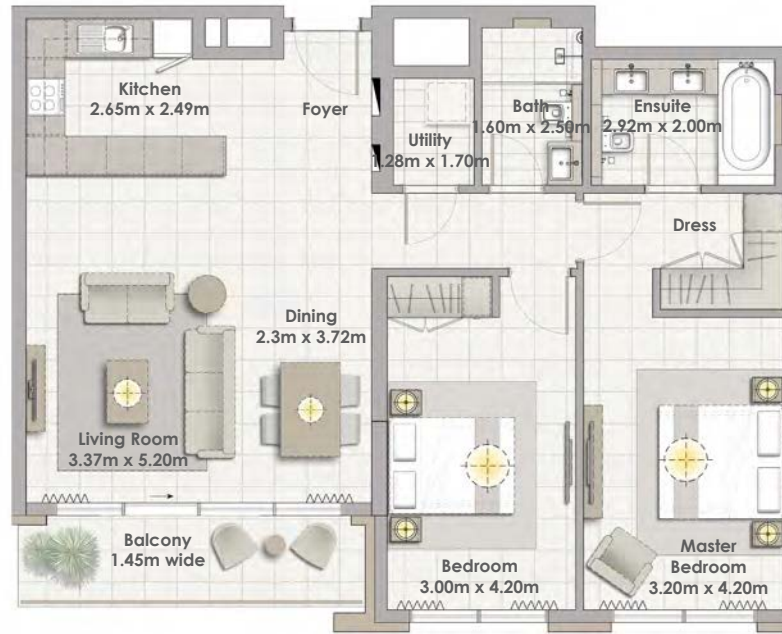 Kitchen
2.65m x 2.49m
Foyer
Utility
1.28m x 1.70m
Bath
1.60m x 2.50m
Ensuite
2.92m x 2.00m
Dress
Dining
2.3m x 3.72m
Living Room
3.37m x 5.20m
Balcony
1.45m wide
Bedroom
3.00m x 4.20m
Master
Bedroom
3.20m x 4.20m